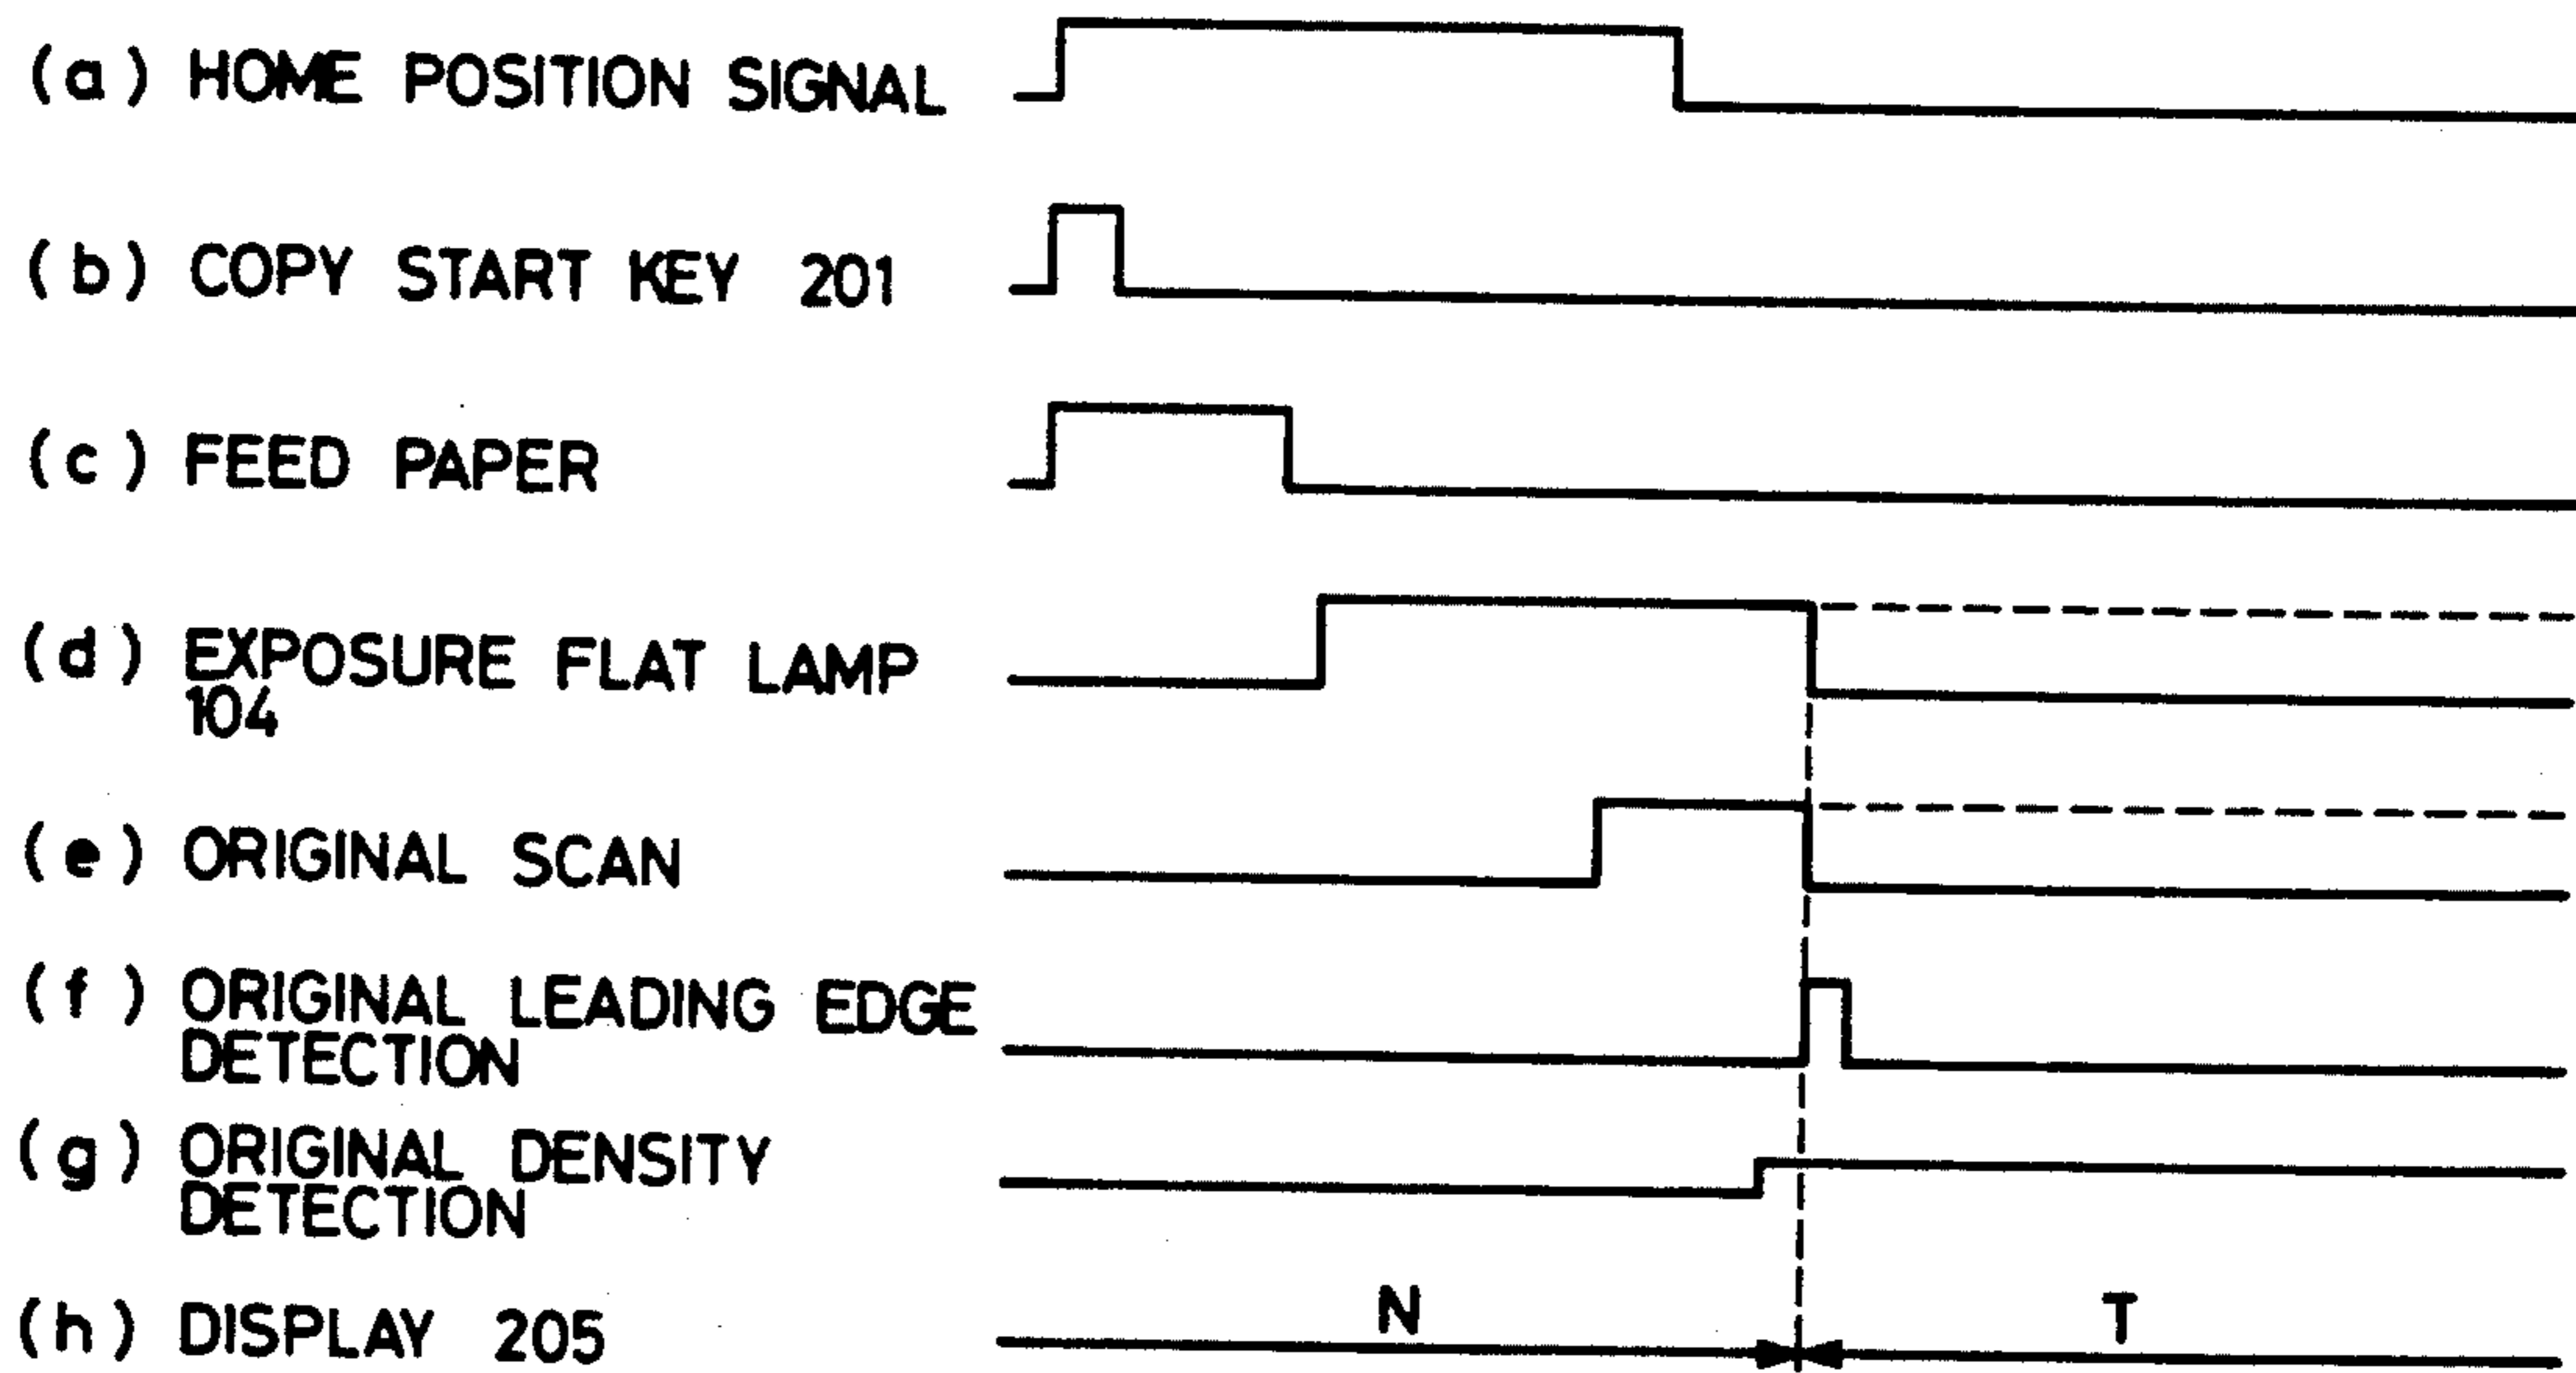 (a) HOME POSITION SIGNAL
(b) COPY START KEY 201
(c) FEED PAPER
(d) EXPOSURE FLAT LAMP
104
(e) ORIGINAL SCAN
(f) ORIGINAL LEADING EDGE
DETECTION
(g) ORIGINAL DENSITY
DETECTION
(h) DISPLAY 205
N T